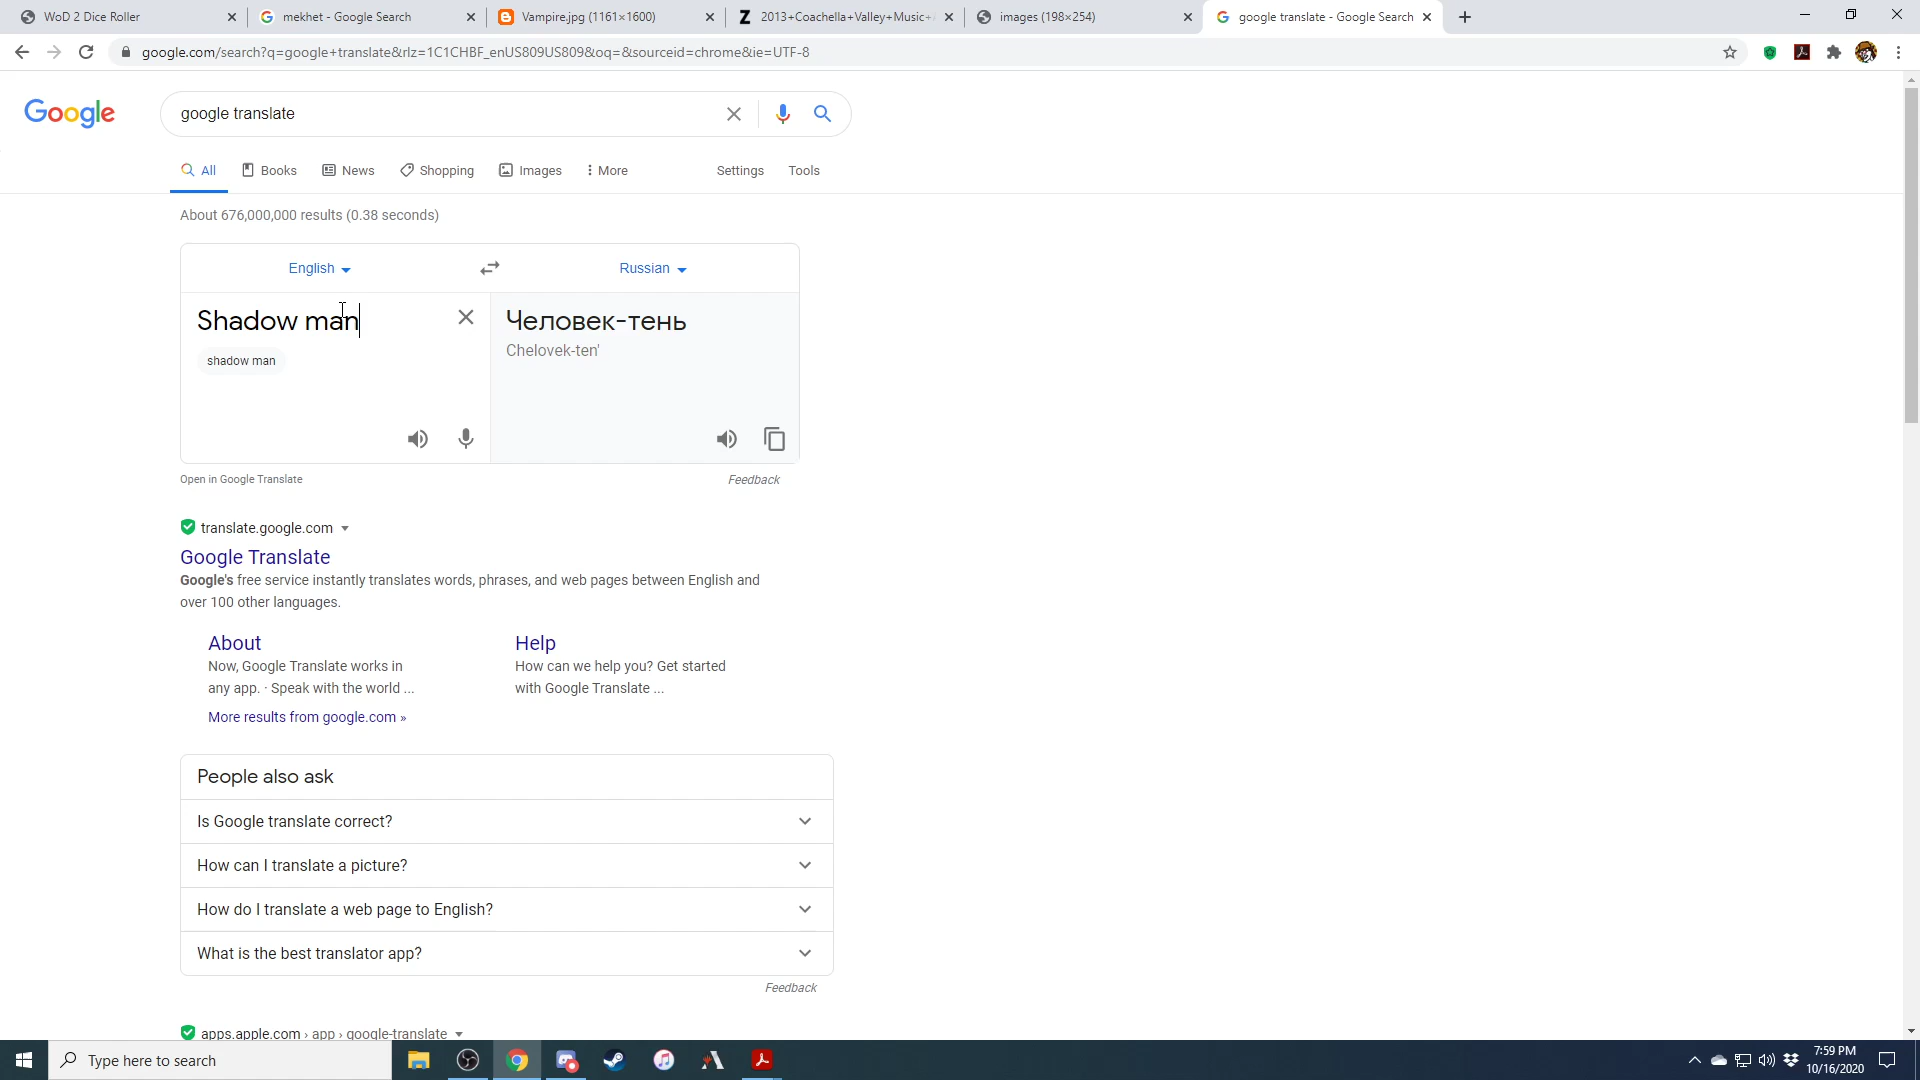 WoD 2 Dice Roller
mekhet - Google Search
Vampire.jpg (1161×1600)
2013+Coachella+Valley+Music+
images (198×254)
google translate - Google Search
google.com/search?q=google+translate&rlz=1C1CHBF_enUS809US809&oq=&sourceid=chrome&ie=UTF-8
Google
google translate
All
Books
News
Shopping
Images
More
Settings
Tools
About 676,000,000 results (0.38 seconds)
English
Russian
Shadow man
Человек-тень
shadow man
Chelovek-ten'
Open in Google Translate
Feedback
translate.google.com
Google Translate
Google's free service instantly translates words, phrases, and web pages between English and
over 100 other languages.
About
Help
Now, Google Translate works in
any app. · Speak with the world ...
How can we help you? Get started
with Google Translate ...
More results from google.com »
People also ask
Is Google translate correct?
How can I translate a picture?
How do I translate a web page to English?
What is the best translator app?
Feedback
apps.apple.com › app › google-translate
Type here to search
7:59 PM
10/16/2020